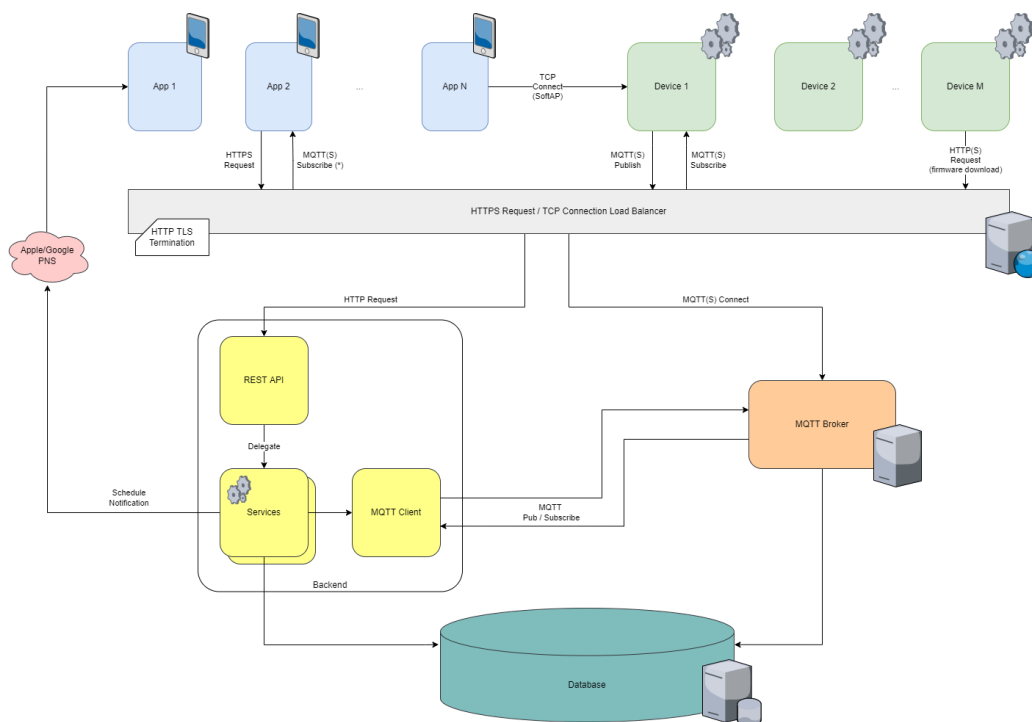 App 1
App 2
...
App N
TCP
Connect
(SoftAP)
Device 1
Device 2
...
Device M
HTTPS
Request
MQTT(S)
Subscribe (*)
MQTT(S)
Publish
MQTT(S)
Subscribe
HTTP(S)
Request
(firmware download)
HTTPS Request / TCP Connection Load Balancer
HTTP TLS
Termination
Apple/Google
PNS
HTTP Request
MQTT(S) Connect
REST API
MQTT Broker
Delegate
Schedule
Notification
Services
MQTT Client
MQTT
Pub / Subscribe
Backend
Database